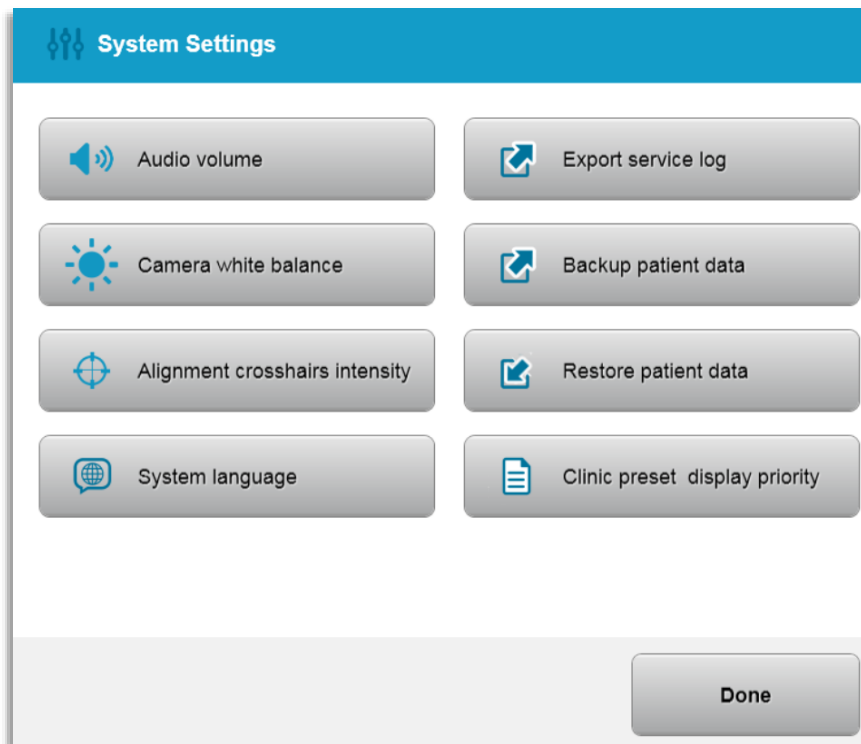 System Settings
Audio volume
Export service log
Camera white balance
Backup patient data
Alignment crosshairs intensity
Restore patient data
System language
Clinic preset  display priority
Done